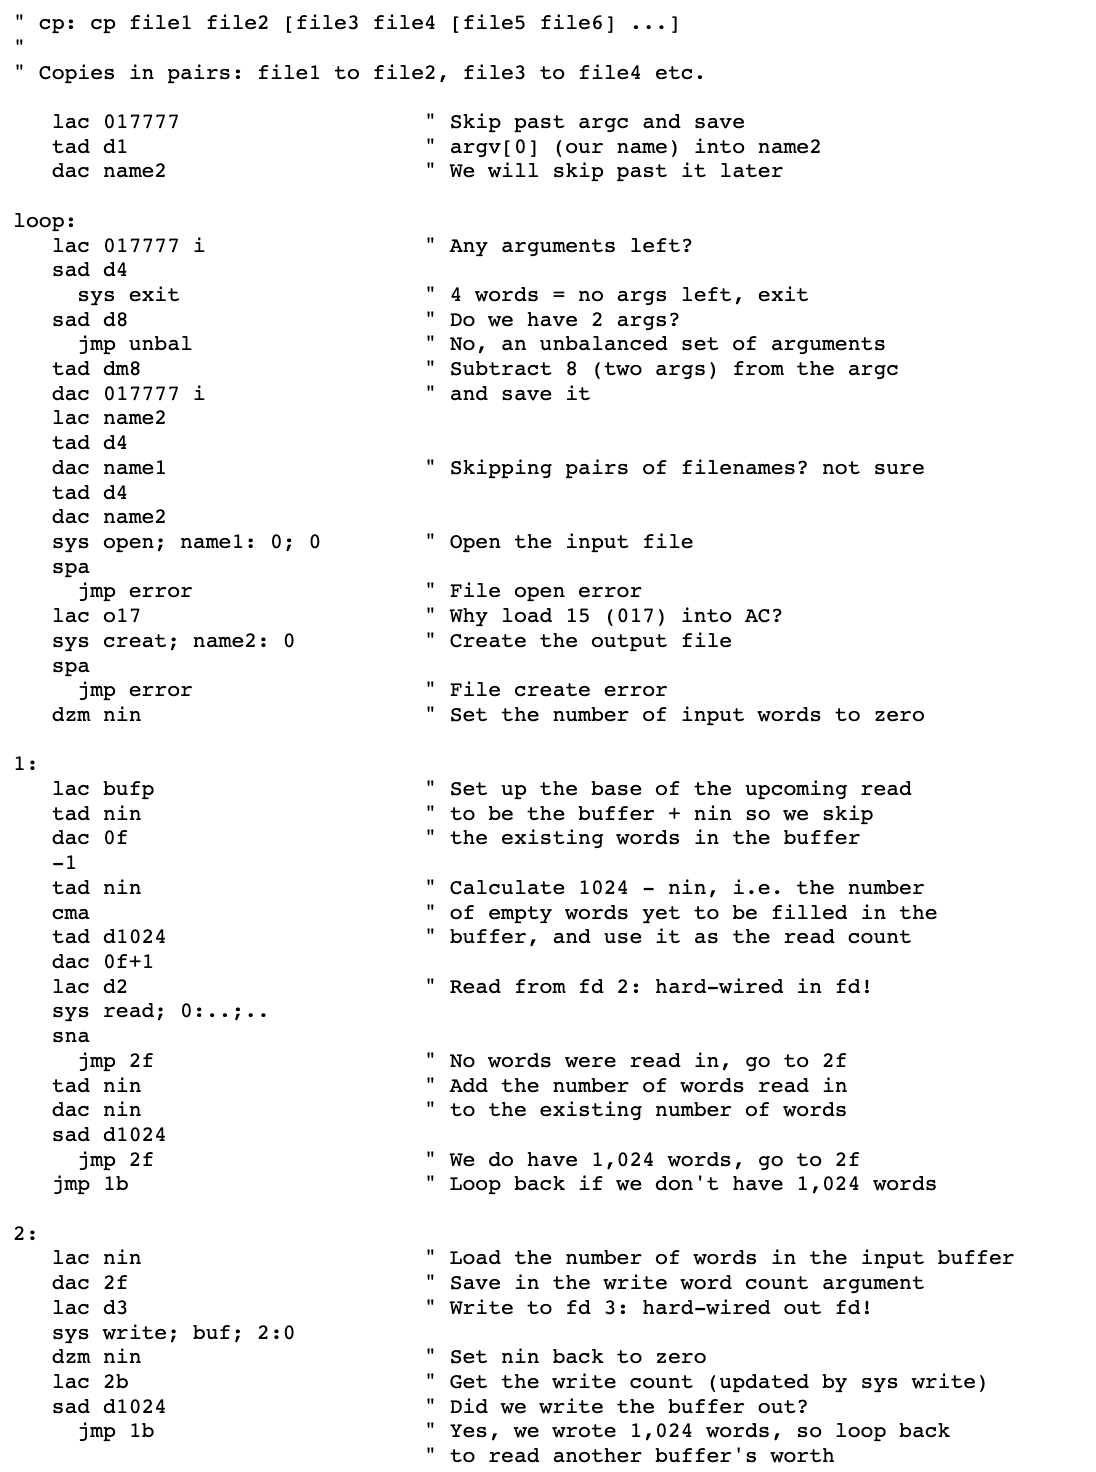 " cp: cp file1 file2 [file3 file4 [file5 file6] ...]
"
" Copies in pairs: file1 to file2, file3 to file4 etc.
lac 017777 " Skip past argc and save
tad d1 " argv[0] (our name) into name2
dac name2 " We will skip past it later
loop:
lac 017777 i " Any arguments left?
sad d4
sys exit " 4 words = no args left, exit
sad d8 " Do we have 2 args?
jmp unbal " No, an unbalanced set of arguments
tad dm8 " Subtract 8 (two args) from the argc
dac 017777 i " and save it
lac name2
tad d4
dac name1 " Skipping pairs of filenames? not sure
tad d4
dac name2
sys open; name1: 0; 0 " Open the input file
spa
jmp error " File open error
lac o17 " Why load 15 (017) into AC?
sys creat; name2: 0 " Create the output file
spa
jmp error " File create error
dzm nin " Set the number of input words to zero
1:
lac bufp " Set up the base of the upcoming read
tad nin " to be the buffer + nin so we skip
dac 0f " the existing words in the buffer
-1
tad nin " Calculate 1024 - nin, i.e. the number
cma " of empty words yet to be filled in the
tad d1024 " buffer, and use it as the read count
dac 0f+1
lac d2 " Read from fd 2: hard-wired in fd!
sys read; 0:..;..
sna
jmp 2f " No words were read in, go to 2f
tad nin " Add the number of words read in
dac nin " to the existing number of words
sad d1024
jmp 2f " We do have 1,024 words, go to 2f
jmp 1b " Loop back if we don't have 1,024 words
2:
lac nin " Load the number of words in the input buffer
dac 2f " Save in the write word count argument
lac d3 " Write to fd 3: hard-wired out fd!
sys write; buf; 2:0
dzm nin " Set nin back to zero
lac 2b " Get the write count (updated by sys write)
sad d1024 " Did we write the buffer out?
jmp 1b " Yes, we wrote 1,024 words, so loop back
" to read another buffer's worth